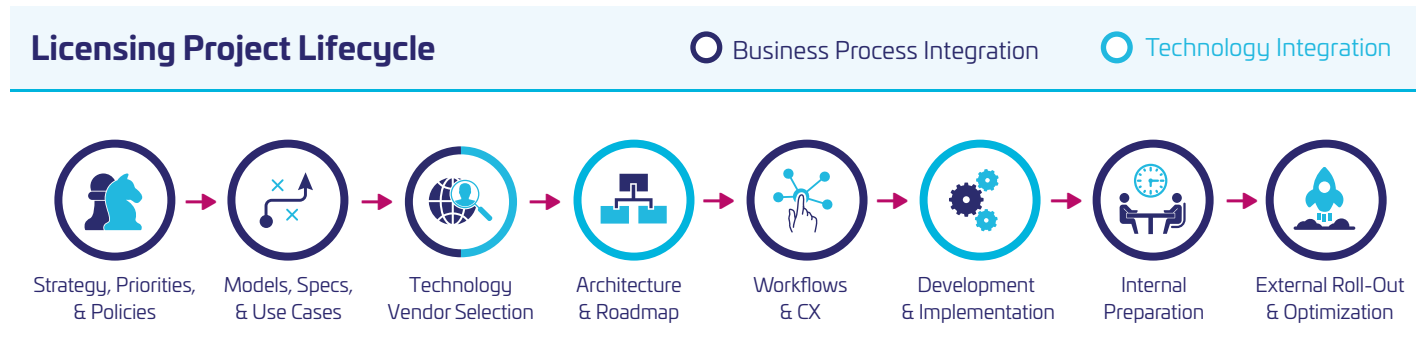 Licensing Project Lifecycle
Business Process Integration
Technology Integration
Strategy, Priorities,
& Policies
Models, Specs,
& Use Cases
Technology
Vendor Selection
Architecture
& Roadmap
Workflows
& CX
Development
& Implementation
Internal
Preparation
External Roll-Out
& Optimization